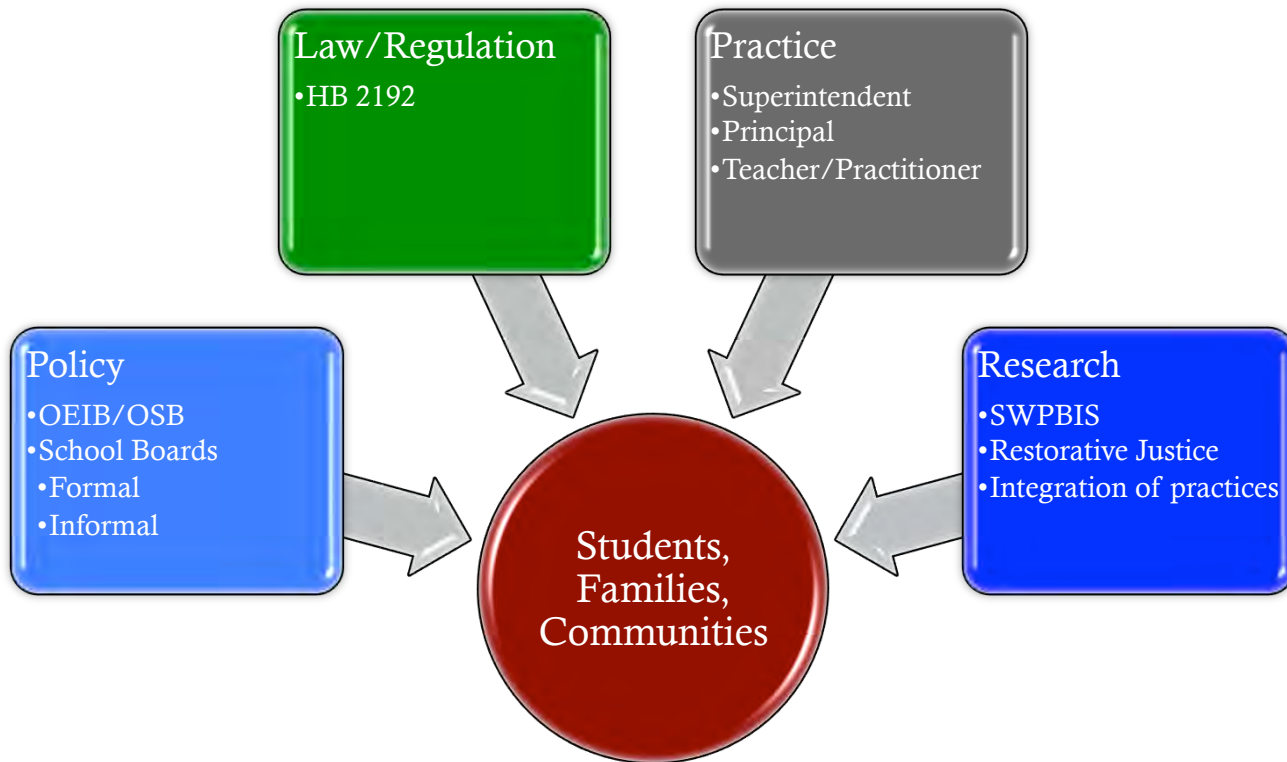 Law/Regulation
•HB 2192
Practice
•Superintendent
•Principal
•Teacher/Practitioner
Policy
•OEIB/OSB
•School Boards
•Formal
•Informal
Research
•SWPBIS
•Restorative Justice
•Integration of practices
Students,
Families,
Communities